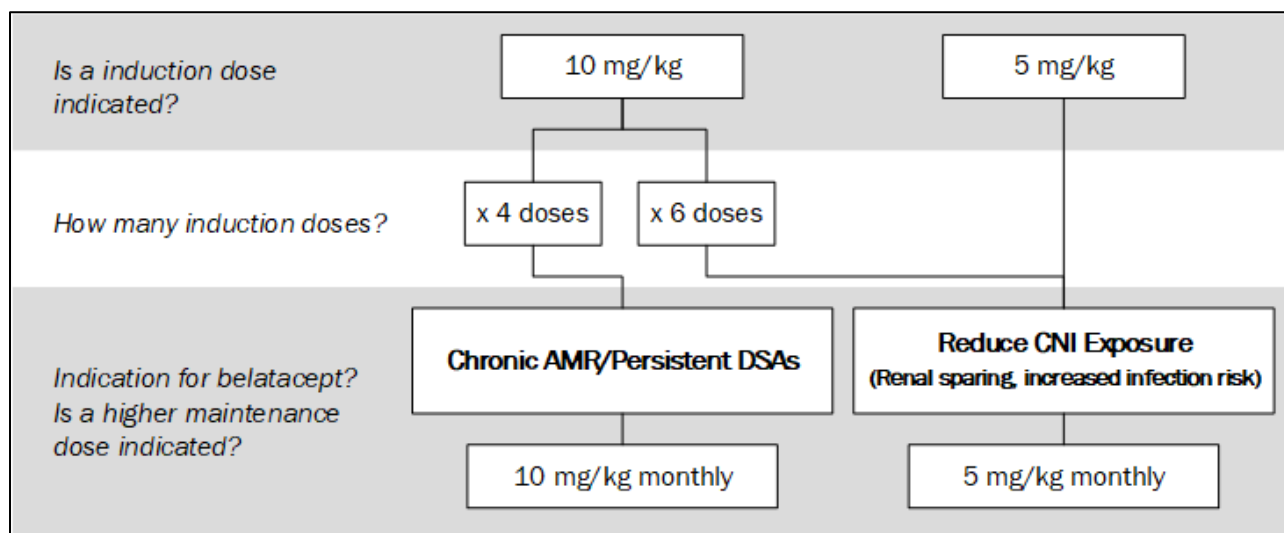 Is a induction dose
indicated?
10 mg/kg
5 mg/kg
How many induction doses?
x 4 doses
x 6 doses
Indication for belatacept?
Is a higher maintenance
dose indicated?
Chronic AMR/Persistent DSAs
Reduce CNI Exposure
(Renal sparing, increased infection risk)
10 mg/kg monthly
5 mg/kg monthly